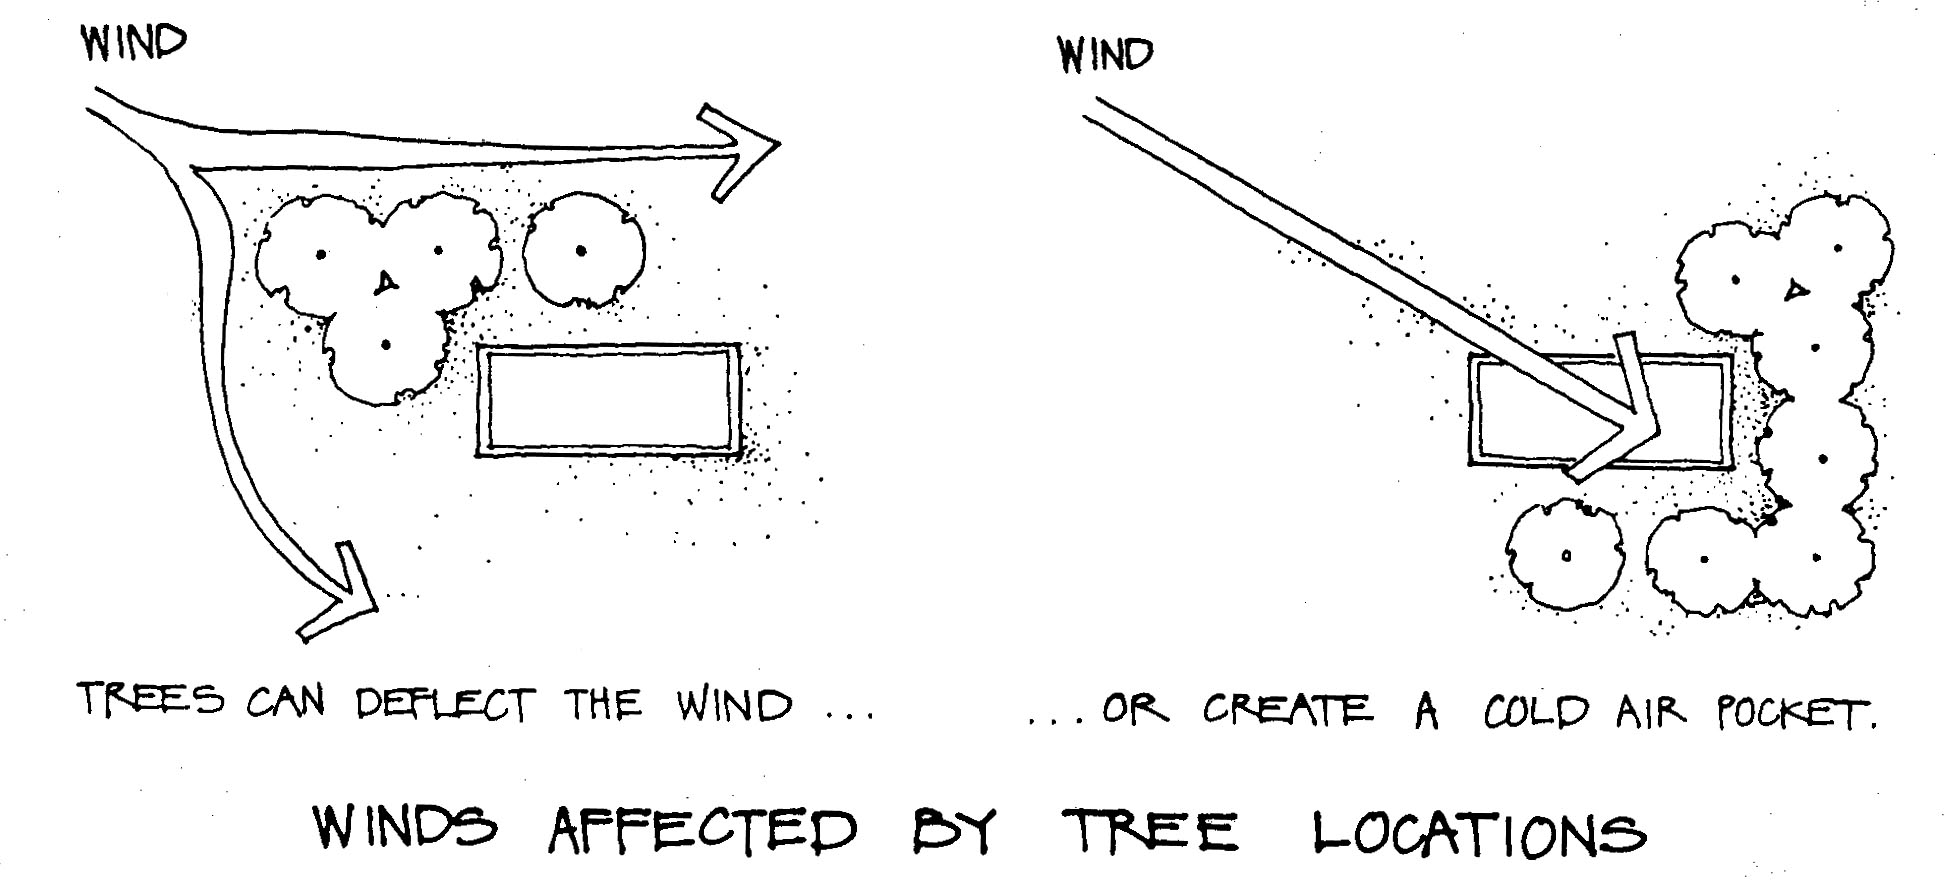 WIND
WIND
TREES CAN DEFLECT THE WIND ...
... OR CREATE A COLD AIR POCKET.
WINDS AFFECTED BY TREE LOCATIONS